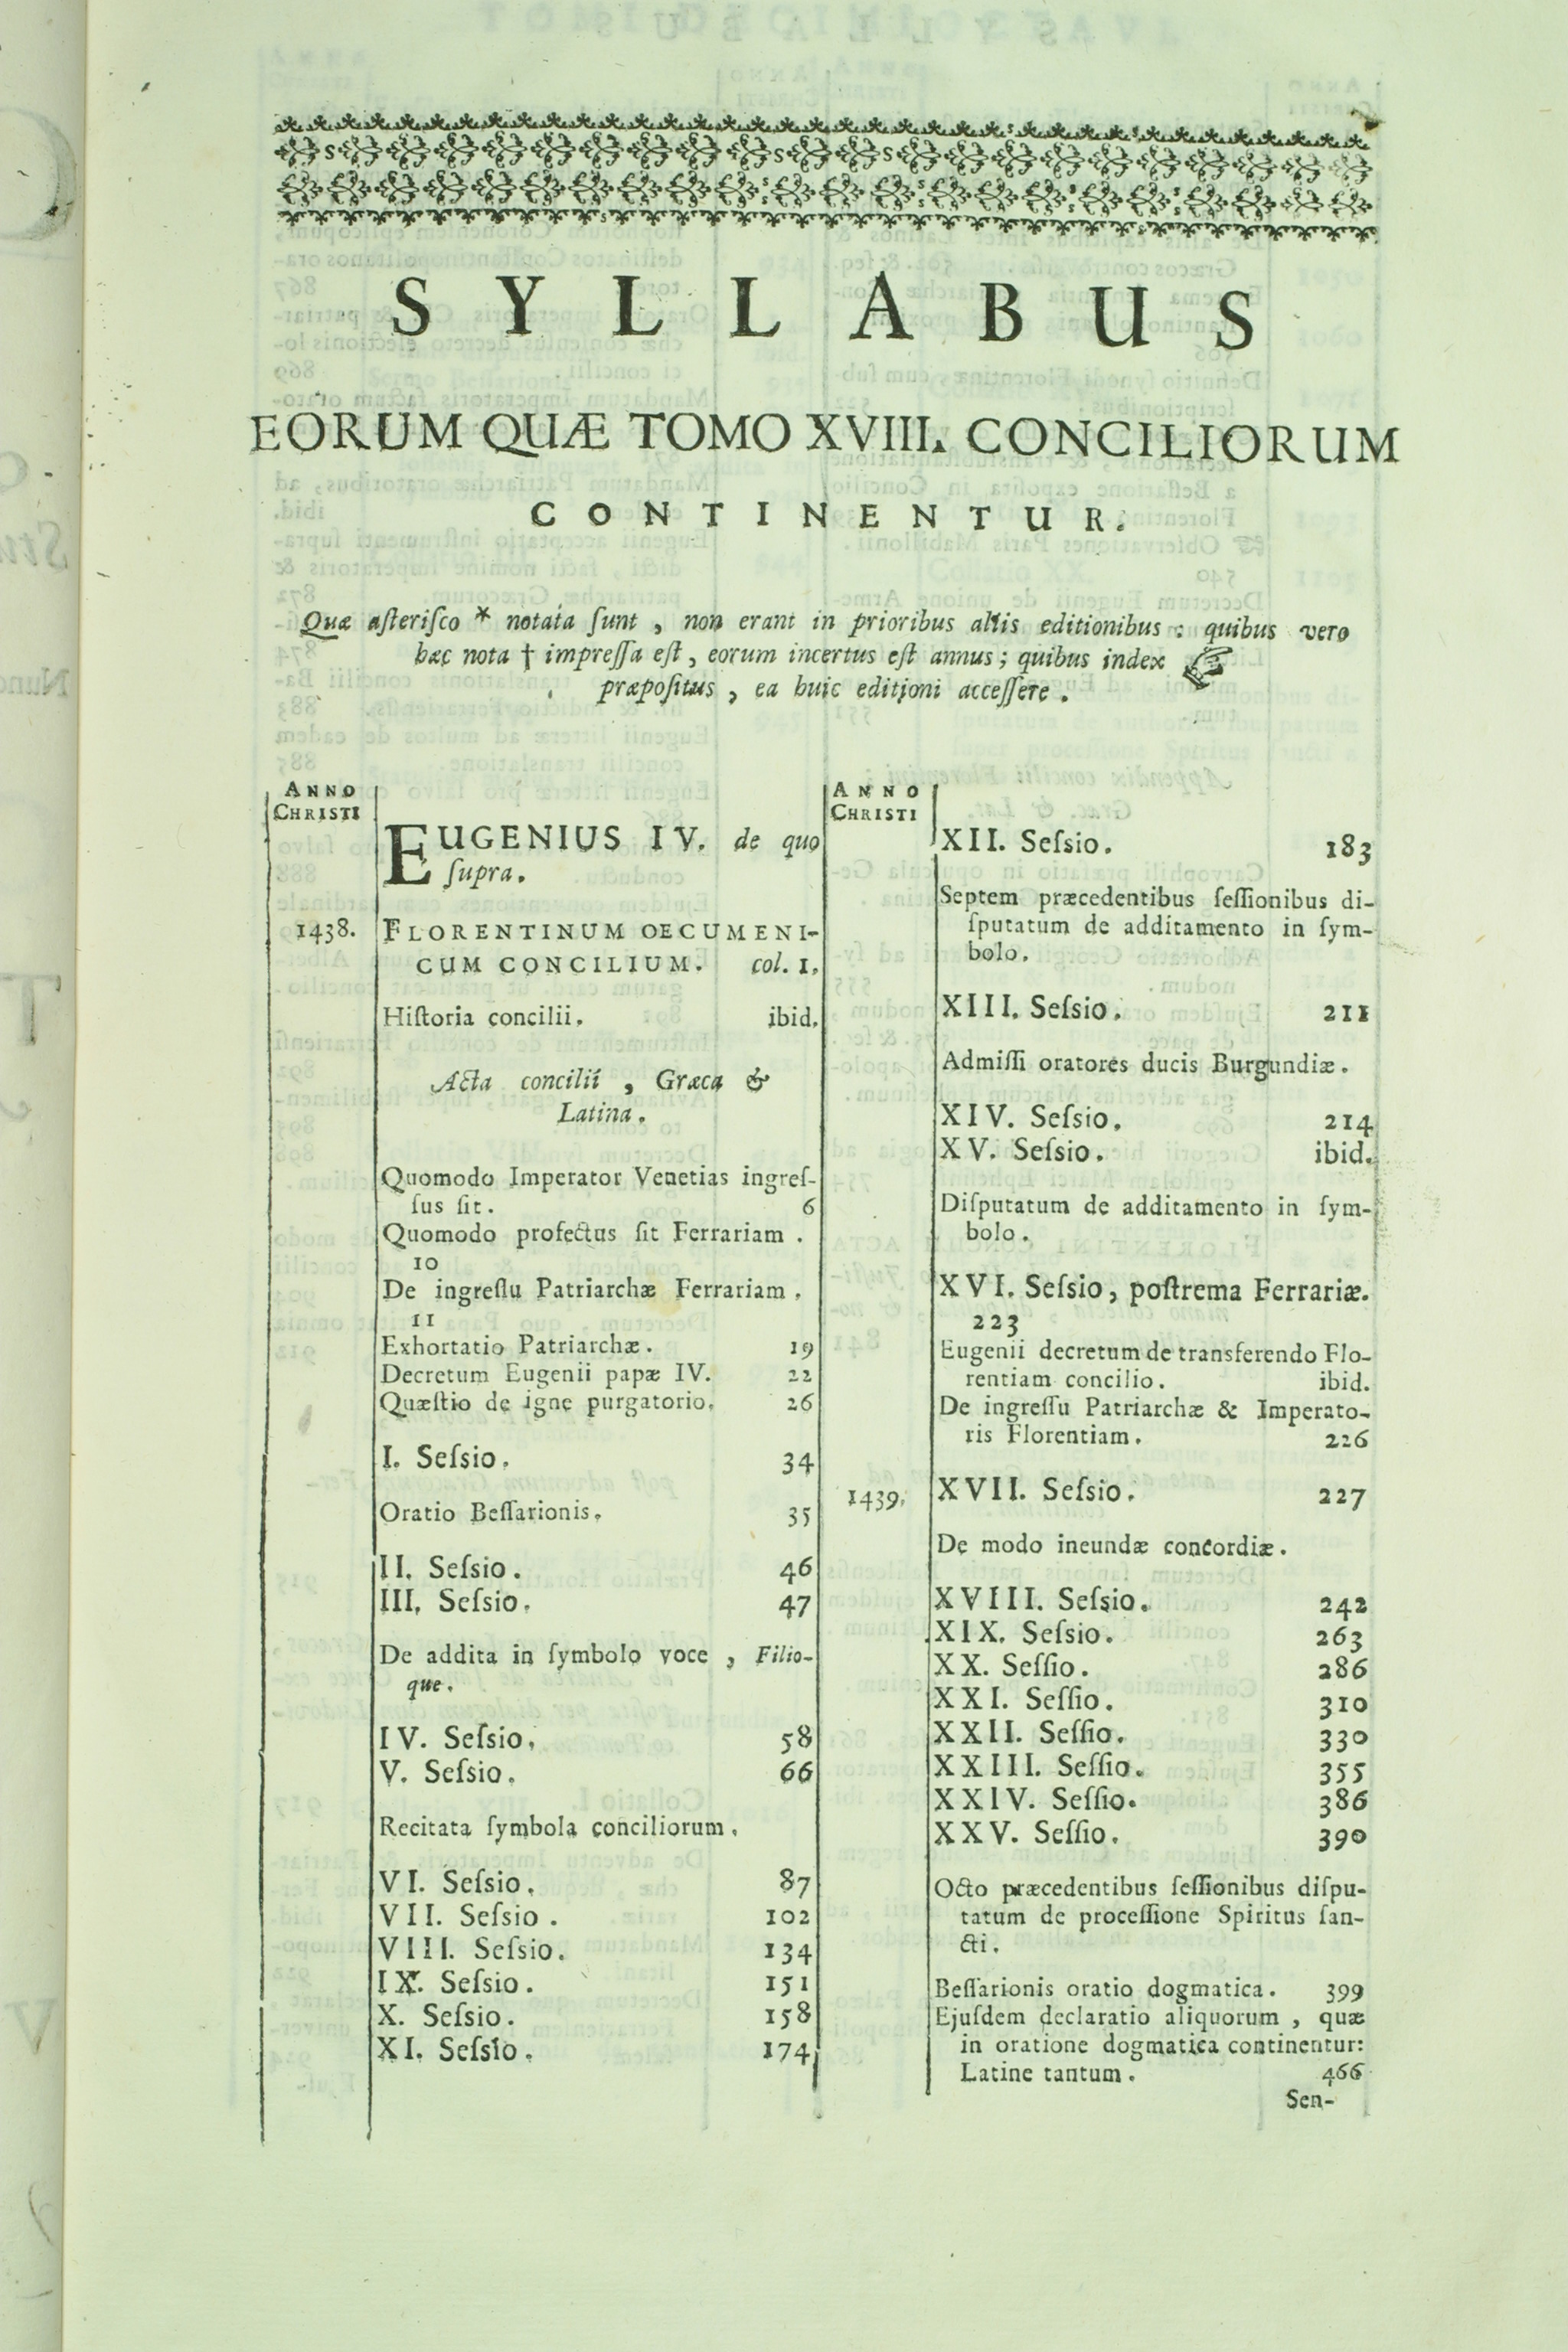 SYLLABUS
EORUM QUÆ TOMO XVIII. CONCILIORUM
CONTINENTUR.
Quæ aſteriſco * notata ſunt, non erant in prioribus aliis editionibus: quibus vero
hæc nota † impreſſa eſt, eorum incertus eſt annus; quibus index ☞
præpoſitus, ea huic editioni acceſſere.
ANNO
CHRISTI
EUGENIUS IV. de quo
ſupra.
1438. FLORENTINUM OECUMENI-
CUM CONCILIUM. col. 1.
Hiſtoria concilii. ibid.
Acta concilii, Græca &
Latina.
Quomodo Imperator Venetias ingreſ-
ſus ſit. 6
Quomodo profectus ſit Ferrariam.
10
De ingreſſu Patriarchæ Ferrariam.
11
Exhortatio Patriarchæ. 19
Decretum Eugenii papæ IV. 22
Quæſtio de igne purgatorio. 26
I. Seſsio. 34
Oratio Beſſarionis. 35
II. Seſsio. 46
III. Seſsio. 47
De addita in ſymbolo voce, Filio-
que.
IV. Seſsio. 58
V. Seſsio. 66
Recitata ſymbola conciliorum.
VI. Seſsio. 87
VII. Seſsio. 102
VIII. Seſsio. 134
IX. Seſsio. 151
X. Seſsio. 158
XI. Seſsio. 174
ANNO
CHRISTI
XII. Seſsio. 183
Septem præcedentibus ſeſſionibus di-
ſputatum de additamento in ſym-
bolo.
XIII. Seſsio. 211
Admiſſi oratores ducis Burgundiæ.
XIV. Seſsio. 214
XV. Seſsio. ibid.
Diſputatum de additamento in ſym-
bolo.
XVI. Seſsio, poſtrema Ferrariæ.
223
Eugenii decretum de transferendo Flo-
rentiam concilio. ibid.
De ingreſſu Patriarchæ & Imperato-
ris Florentiam. 226
1439. XVII. Seſsio. 227
De modo ineundæ concordiæ.
XVIII. Seſsio. 242
XIX. Seſsio. 263
XX. Seſſio. 286
XXI. Seſſio. 310
XXII. Seſſio. 330
XXIII. Seſſio. 355
XXIV. Seſſio. 386
XXV. Seſſio. 390
Octo præcedentibus ſeſſionibus diſpu-
tatum de proceſſione Spiritus ſan-
cti.
Beſſarionis oratio dogmatica. 399
Ejuſdem declaratio aliquorum, quæ
in oratione dogmatica continentur:
Latine tantum. 466
Sen-